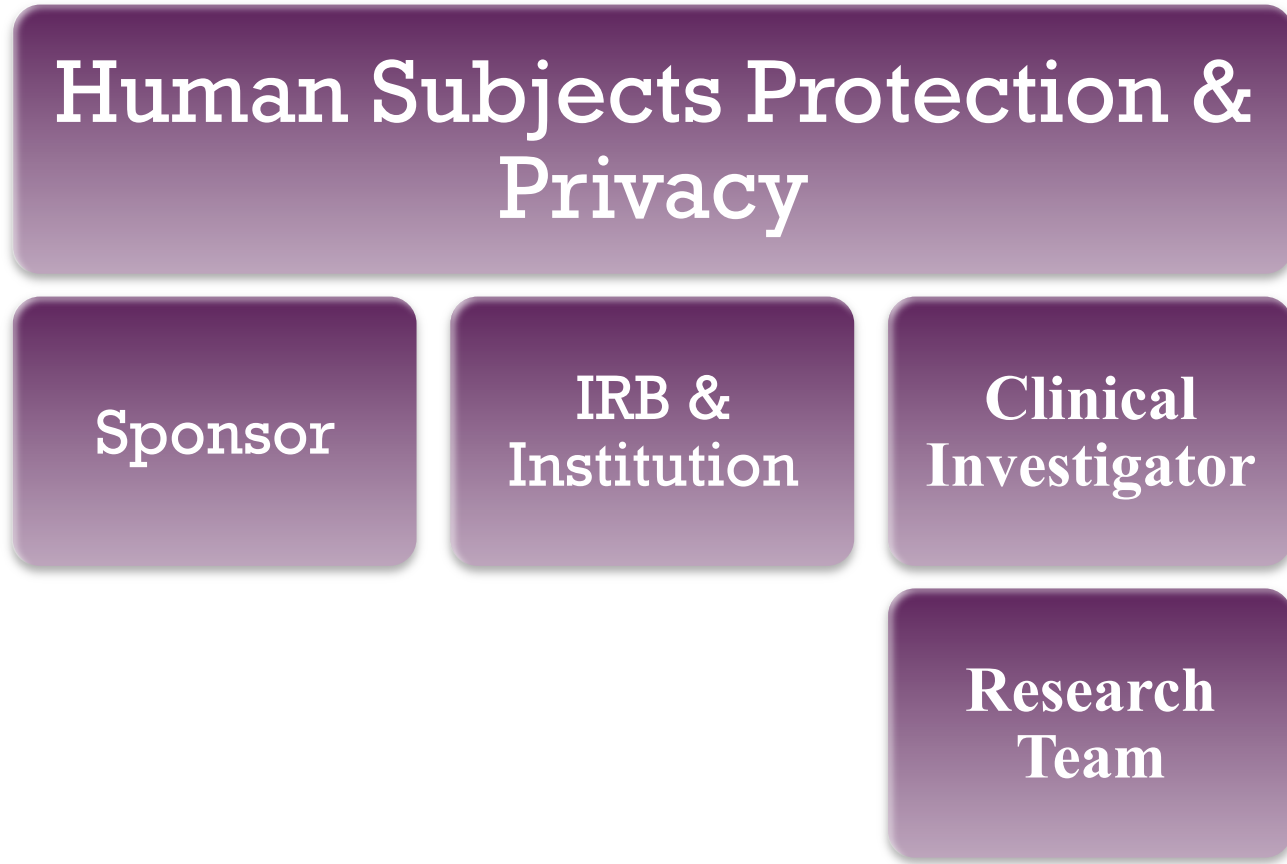 Human Subjects Protection &
Privacy
Sponsor
IRB &
Institution
Clinical
Investigator
Research
Team